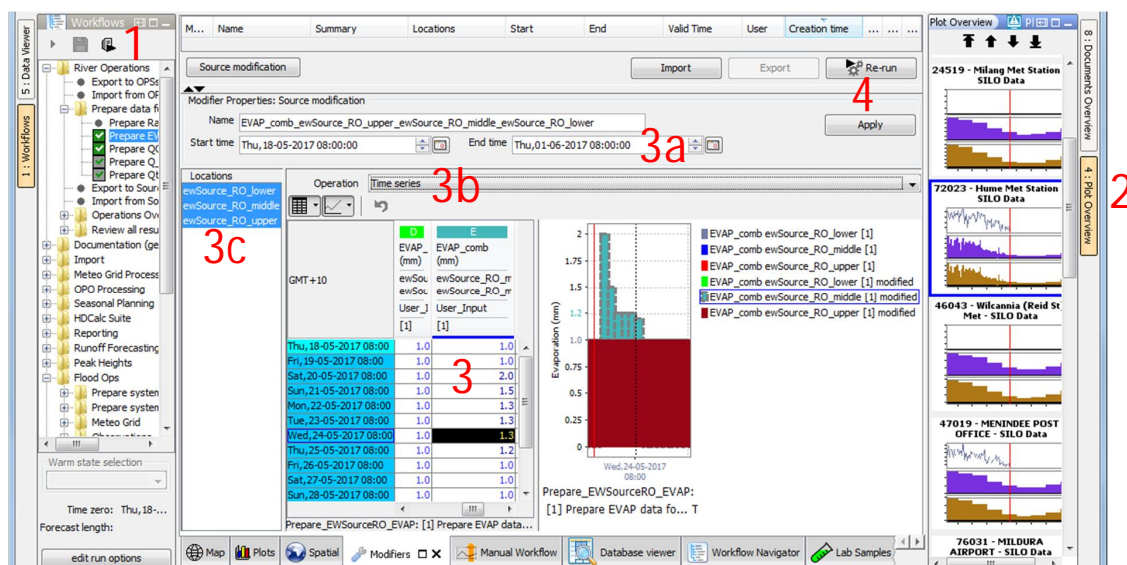 5 : Data Viewer
1 : Workflows
Workflows
1
River Operations
Export to OPSs
Import from OP
Prepare data f
Prepare Ra
Prepare EV
Prepare QC
Prepare Q_
Prepare Qt
Export to Sour
Import from So
Operations Ov
Review all resu
Documentation (ge
Import
Meteo Grid Process
OPO Processing
Seasonal Planning
HDCalc Suite
Reporting
Runoff Forecasting
Peak Heights
Flood Ops
Prepare system
Prepare system
Meteo Grid
Observations
Warm state selection
Time zero: Thu,18-...
Forecast length:
edit run options
M... Name Summary Locations Start End Valid Time User Creation time ... ... ...
Source modification Import Export Re-run
4
Modifier Properties: Source modification
Name EVAP_comb_ewSource_RO_upper_ewSource_RO_middle_ewSource_RO_lower
Apply
Start time Thu,18-05-2017 08:00:00 End time Thu,01-06-2017 08:00:00
3a
Locations
ewSource_RO_lower
ewSource_RO_middle
ewSource_RO_upper
3c
Operation Time series
3b
D E
EVAP_ EVAP_comb
(mm) (mm)
GMT+10
ewSou ewSource_RO_m
ewSou ewSource_RO_m
User_I User_Input
[1] [1]
Thu,18-05-2017 08:00 1.0 1.0
Fri,19-05-2017 08:00 1.0 1.0
Sat,20-05-2017 08:00 1.0 2.0
Sun,21-05-2017 08:00 1.0 1.5
Mon,22-05-2017 08:00 1.0 1.3
Tue,23-05-2017 08:00 1.0 1.3
Wed,24-05-2017 08:00 1.0 1.3
Thu,25-05-2017 08:00 1.0 1.2
Fri,26-05-2017 08:00 1.0 1.0
Sat,27-05-2017 08:00 1.0 1.0
Sun,28-05-2017 08:00 1.0 1.0
3
Prepare_EWSourceRO_EVAP: [1] Prepare EVAP data...
Evaporation (mm)
2
1.75
1.5
1.2
1.0
0.75
0.5
0.25
0
Wed,24-05-2017
08:00
EVAP_comb ewSource_RO_lower [1]
EVAP_comb ewSource_RO_middle [1]
EVAP_comb ewSource_RO_upper [1]
EVAP_comb ewSource_RO_lower [1] modified
EVAP_comb ewSource_RO_middle [1] modified
EVAP_comb ewSource_RO_upper [1] modified
Prepare_EWSourceRO_EVAP:
[1] Prepare EVAP data fo... T
Map Plots Spatial Modifiers Manual Workflow Database viewer Workflow Navigator Lab Samples
Plot Overview Pl
24519 - Milang Met Station
SILO Data
72023 - Hume Met Station
SILO Data
46043 - Wilcannia (Reid St
Met - SILO Data
47019 - MENINDEE POST
OFFICE - SILO Data
76031 - MILDURA
AIRPORT - SILO Data
8 : Documents Overview
4 : Plot Overview
2